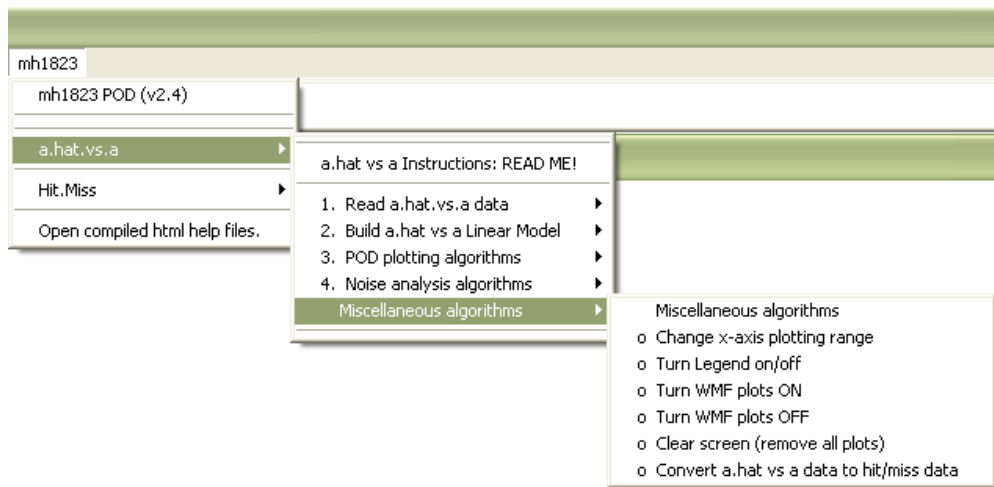 mh1823
mh1823 POD (v2.4)
a.hat.vs.a
Hit.Miss
Open compiled html help files.
a.hat vs a Instructions: READ ME!
1. Read a.hat.vs.a data
2. Build a.hat vs a Linear Model
3. POD plotting algorithms
4. Noise analysis algorithms
Miscellaneous algorithms
Miscellaneous algorithms
o Change x-axis plotting range
o Turn Legend on/off
o Turn WMF plots ON
o Turn WMF plots OFF
o Clear screen (remove all plots)
o Convert a.hat vs a data to hit/miss data